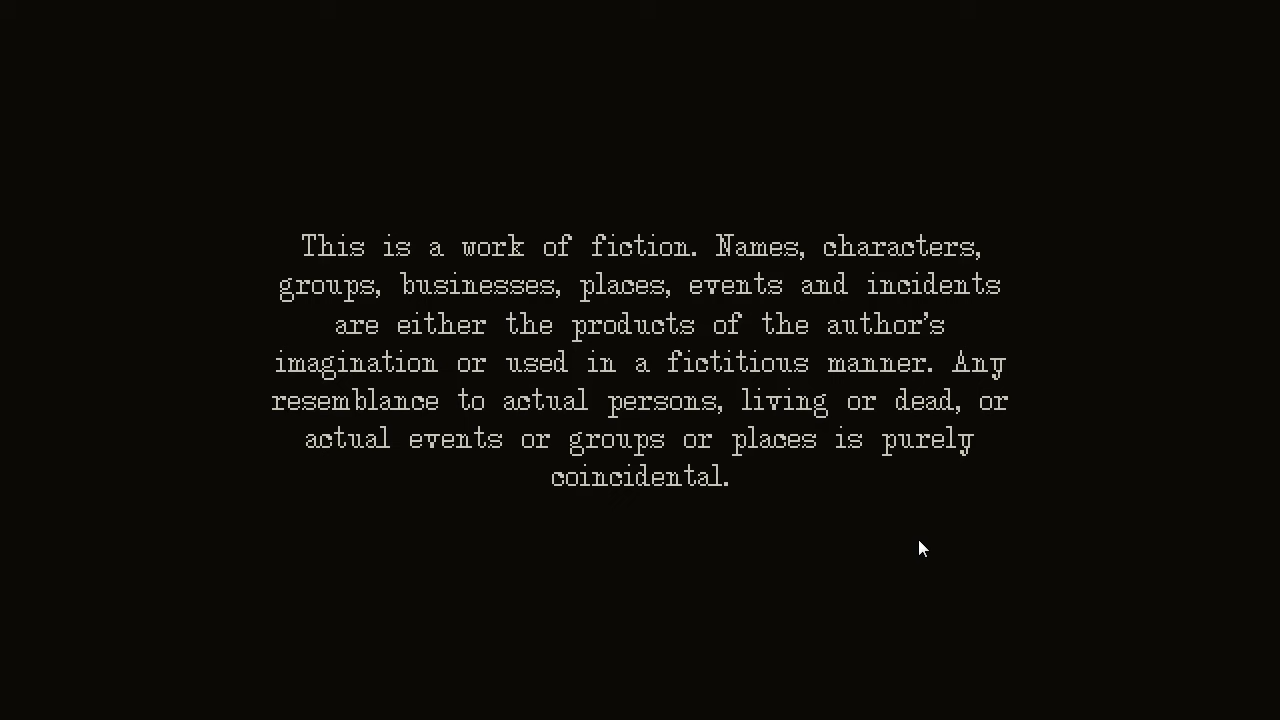 This is a work of fiction. Names, characters,
groups, businesses, places, events and incidents
are either the products of the author's
imagination or used in a fictitious manner. Any
resemblance to actual persons, living or dead, or
actual events or groups or places is purely
coincidental.